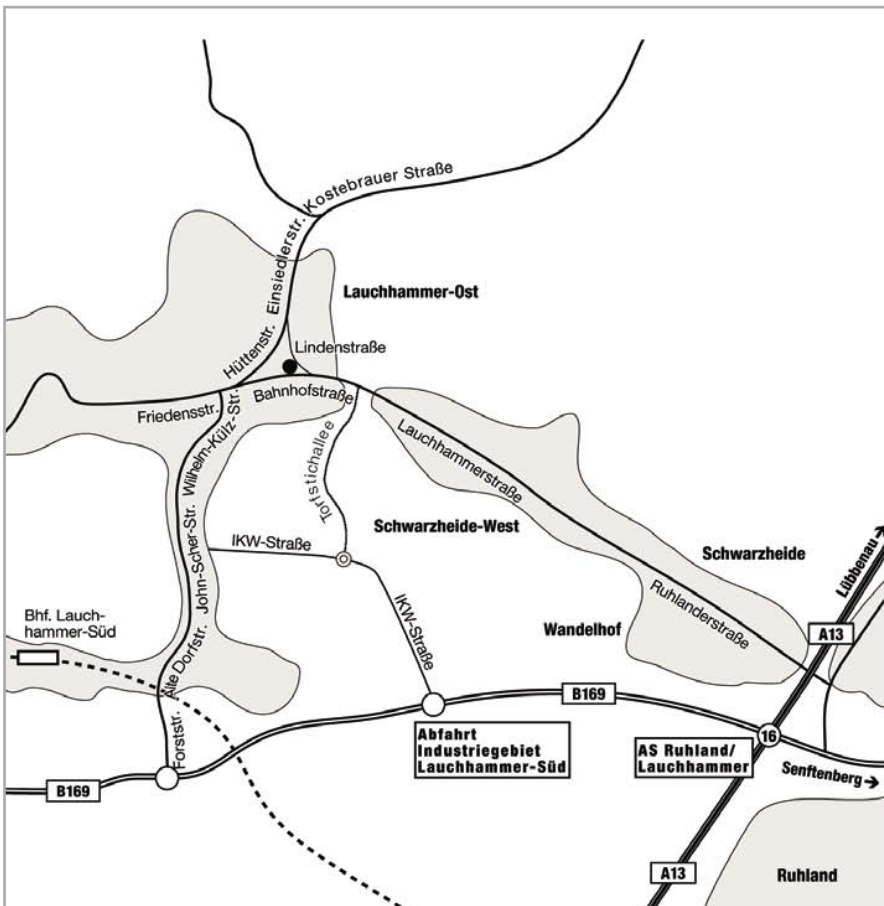 Kostebrauer Straße
Einsiedlerstr.
Lauchhammer-Ost
Hüttenstr.
Lindenstraße
Bahnhofstraße
Friedensstr.
Wilhelm-Külz-Str.
Lauchhammerstraße
Torfstichallee
Schwarzheide-West
IKW-Straße
Schwarzheide
Lübbenau
John-Scher-Str.
IKW-Straße
Ruhlanderstraße
Bhf. Lauch-
hammer-Süd
Wandelhof
A13
Alte Dorfstr.
B169
Forststr.
Abfahrt
Industriegebiet
Lauchhammer-Süd
AS Ruhland/
Lauchhammer
16
Senftenberg
B169
A13
Ruhland